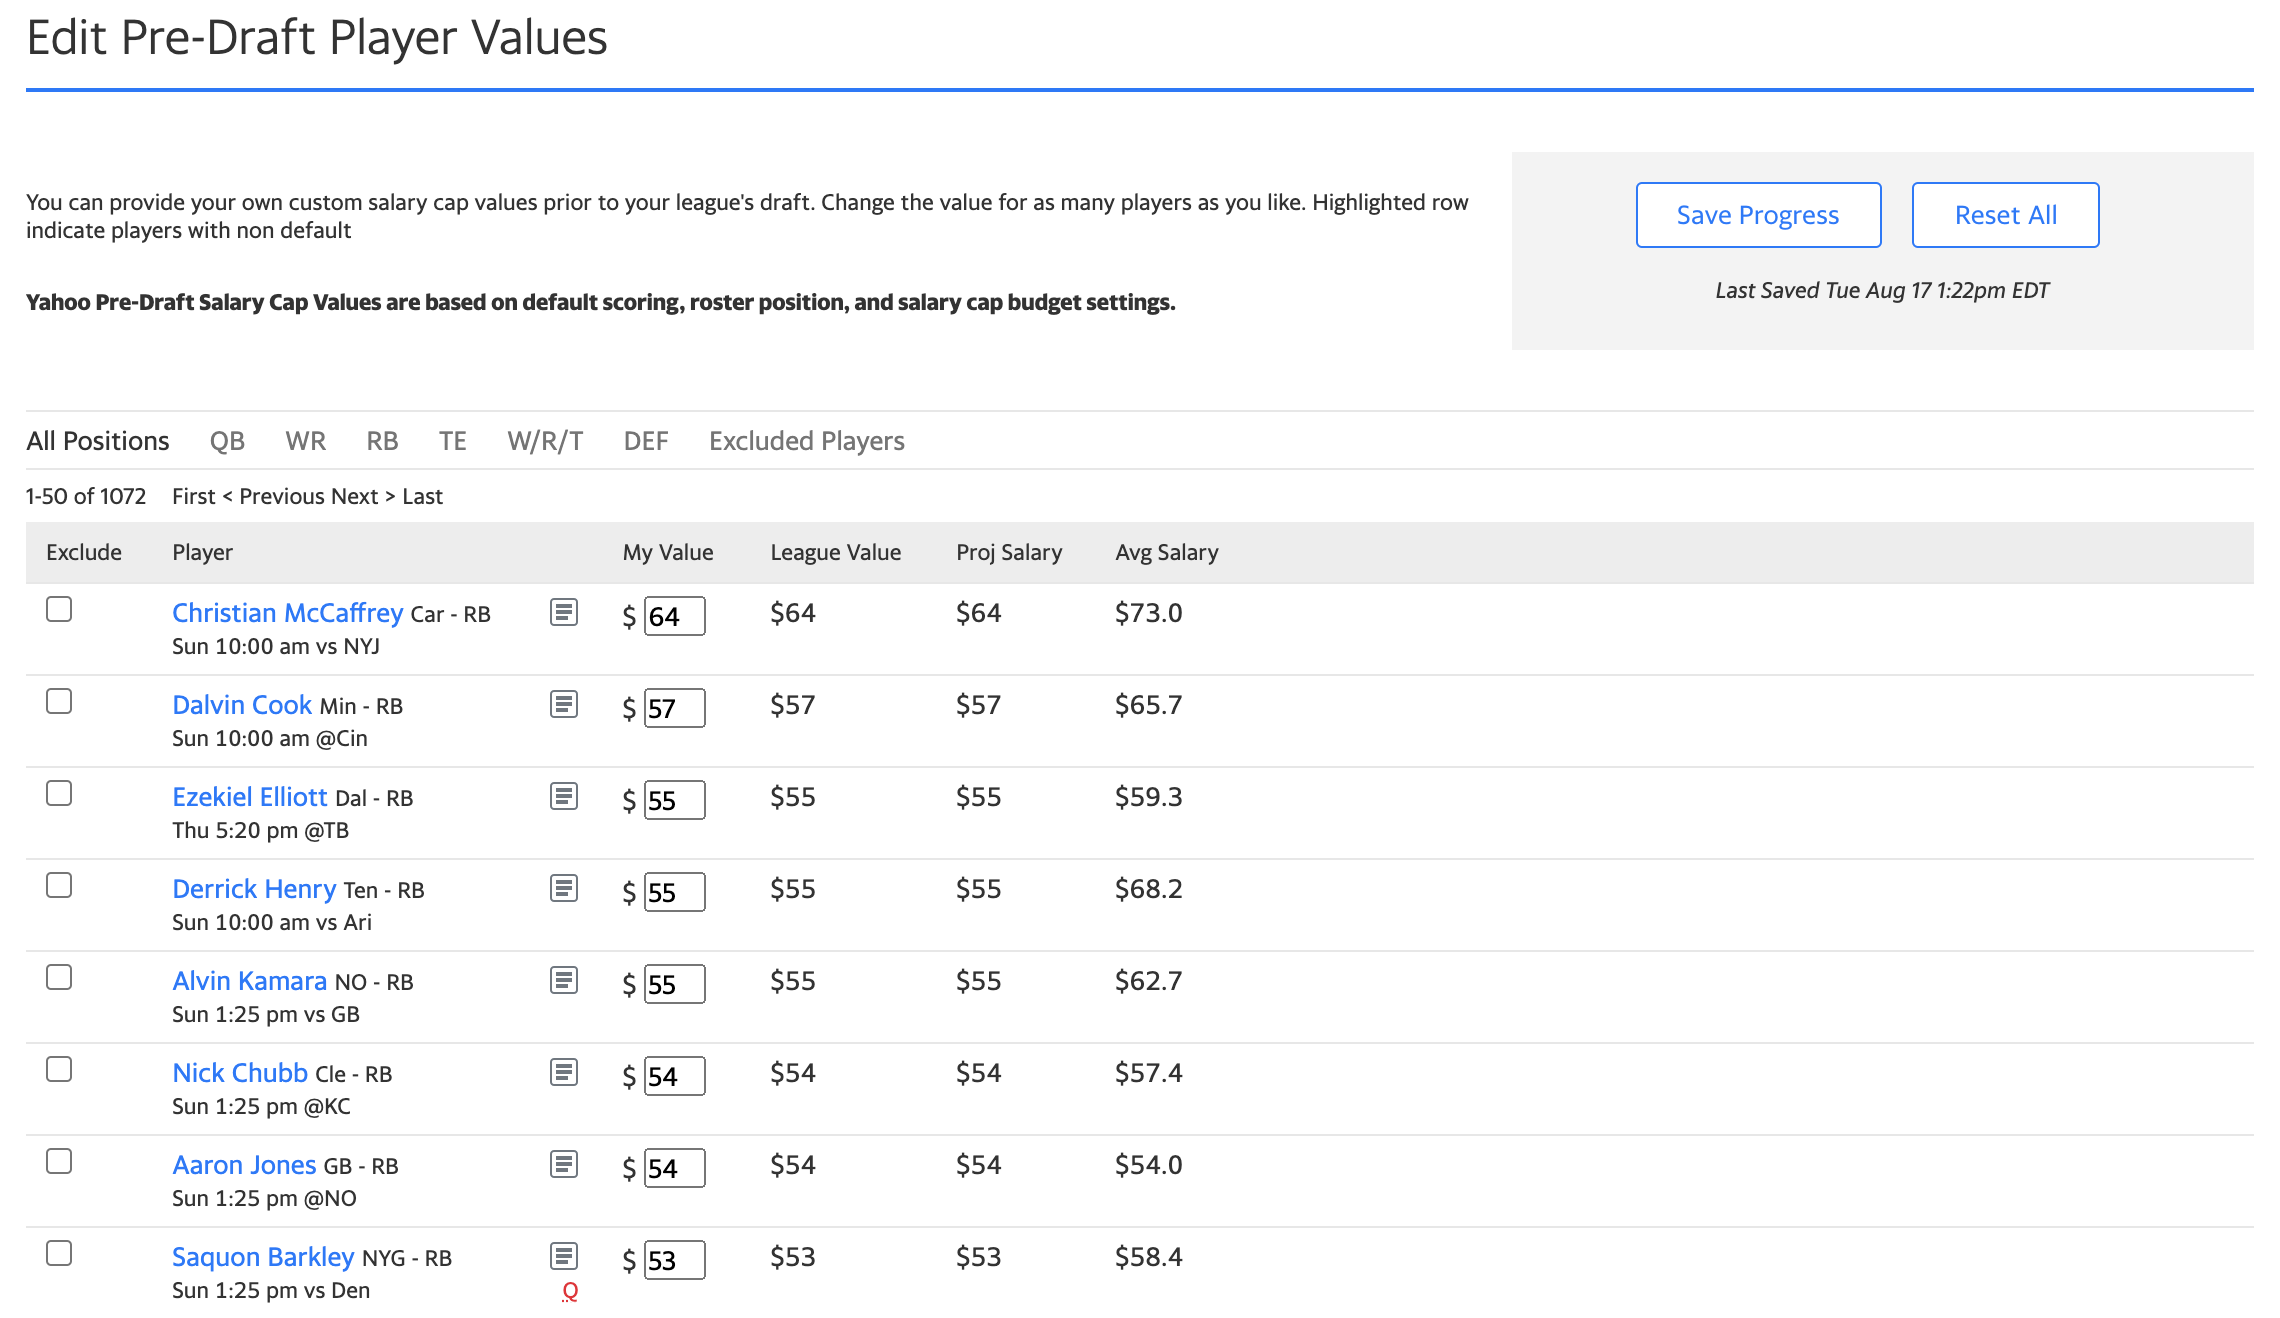 Edit Pre-Draft Player Values
You can provide your own custom salary cap values prior to your league's draft. Change the value for as many players as you like. Highlighted row
indicate players with non default
Yahoo Pre-Draft Salary Cap Values are based on default scoring, roster position, and salary cap budget settings.
Save Progress Reset All
Last Saved Tue Aug 17 1:22pm EDT
All Positions QB WR RB TE W/R/T DEF Excluded Players
1-50 of 1072 First < Previous Next > Last
Exclude Player My Value League Value Proj Salary Avg Salary
Christian McCaffrey Car - RB $ 64 $64 $64 $73.0
Sun 10:00 am vs NYJ
Dalvin Cook Min - RB $ 57 $57 $57 $65.7
Sun 10:00 am @Cin
Ezekiel Elliott Dal - RB $ 55 $55 $55 $59.3
Thu 5:20 pm @TB
Derrick Henry Ten - RB $ 55 $55 $55 $68.2
Sun 10:00 am vs Ari
Alvin Kamara NO - RB $ 55 $55 $55 $62.7
Sun 1:25 pm vs GB
Nick Chubb Cle - RB $ 54 $54 $54 $57.4
Sun 1:25 pm @KC
Aaron Jones GB - RB $ 54 $54 $54 $54.0
Sun 1:25 pm @NO
Saquon Barkley NYG - RB $ 53 $53 $53 $58.4
Sun 1:25 pm vs Den Q